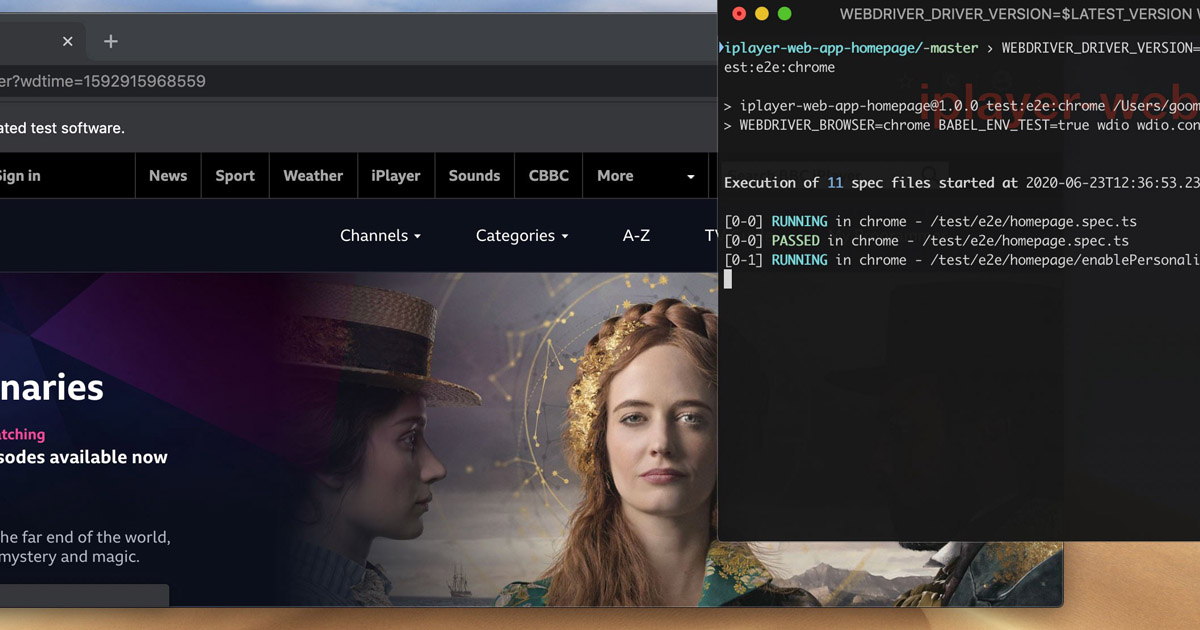 er?wdtime=1592915968559
ated test software.
Sign in
News
Sport
Weather
iPlayer
Sounds
CBBC
More
Channels
Categories
A-Z
TV
naries
atching
sodes available now
he far end of the world,
mystery and magic.
WEBDRIVER_DRIVER_VERSION=$LATEST_VERSION W
iplayer-web-app-homepage/-master › WEBDRIVER_DRIVER_VERSION=
est:e2e:chrome
iplayer-web
> iplayer-web-app-homepage@1.0.0 test:e2e:chrome /Users/goom
> WEBDRIVER_BROWSER=chrome BABEL_ENV_TEST=true wdio wdio.con
Execution of 11 spec files started at 2020-06-23T12:36:53.23
[0-0] RUNNING in chrome - /test/e2e/homepage.spec.ts
[0-0] PASSED in chrome - /test/e2e/homepage.spec.ts
[0-1] RUNNING in chrome - /test/e2e/homepage/enablePersonali